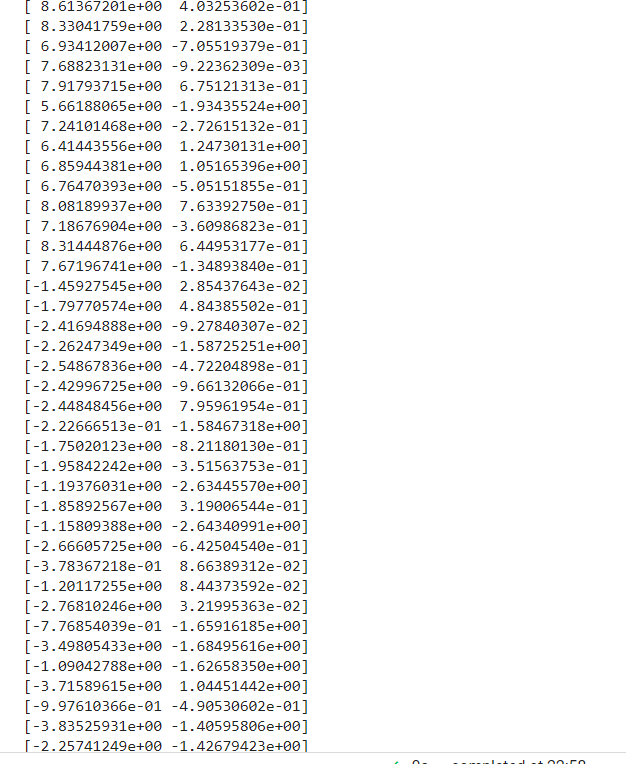 [ 8.61367201e+00  4.03253602e-01]
[ 8.33041759e+00  2.28133530e-01]
[ 6.93412007e+00 -7.05519379e-01]
[ 7.68823131e+00 -9.22362309e-03]
[ 7.91793715e+00  6.75121313e-01]
[ 5.66188065e+00 -1.93435524e+00]
[ 7.24101468e+00 -2.72615132e-01]
[ 6.41443556e+00  1.24730131e+00]
[ 6.85944381e+00  1.05165396e+00]
[ 6.76470393e+00 -5.05151855e-01]
[ 8.08189937e+00  7.63392750e-01]
[ 7.18676904e+00 -3.60986823e-01]
[ 8.31444876e+00  6.44953177e-01]
[ 7.67196741e+00 -1.34893840e-01]
[-1.45927545e+00  2.85437643e-02]
[-1.79770574e+00  4.84385502e-01]
[-2.41694888e+00 -9.27840307e-02]
[-2.26247349e+00 -1.58725251e+00]
[-2.54867836e+00 -4.72204898e-01]
[-2.42996725e+00 -9.66132066e-01]
[-2.44848456e+00  7.95961954e-01]
[-2.22666513e-01 -1.58467318e+00]
[-1.75020123e+00 -8.21180130e-01]
[-1.95842242e+00 -3.51563753e-01]
[-1.19376031e+00 -2.63445570e+00]
[-1.85892567e+00  3.19006544e-01]
[-1.15809388e+00 -2.64340991e+00]
[-2.66605725e+00 -6.42504540e-01]
[-3.78367218e-01  8.66389312e-02]
[-1.20117255e+00  8.44373592e-02]
[-2.76810246e+00  3.21995363e-02]
[-7.76854039e-01 -1.65916185e+00]
[-3.49805433e+00 -1.68495616e+00]
[-1.09042788e+00 -1.62658350e+00]
[-3.71589615e+00  1.04451442e+00]
[-9.97610366e-01 -4.90530602e-01]
[-3.83525931e+00 -1.40595806e+00]
[-2.25741249e+00 -1.42679423e+00]
completed at